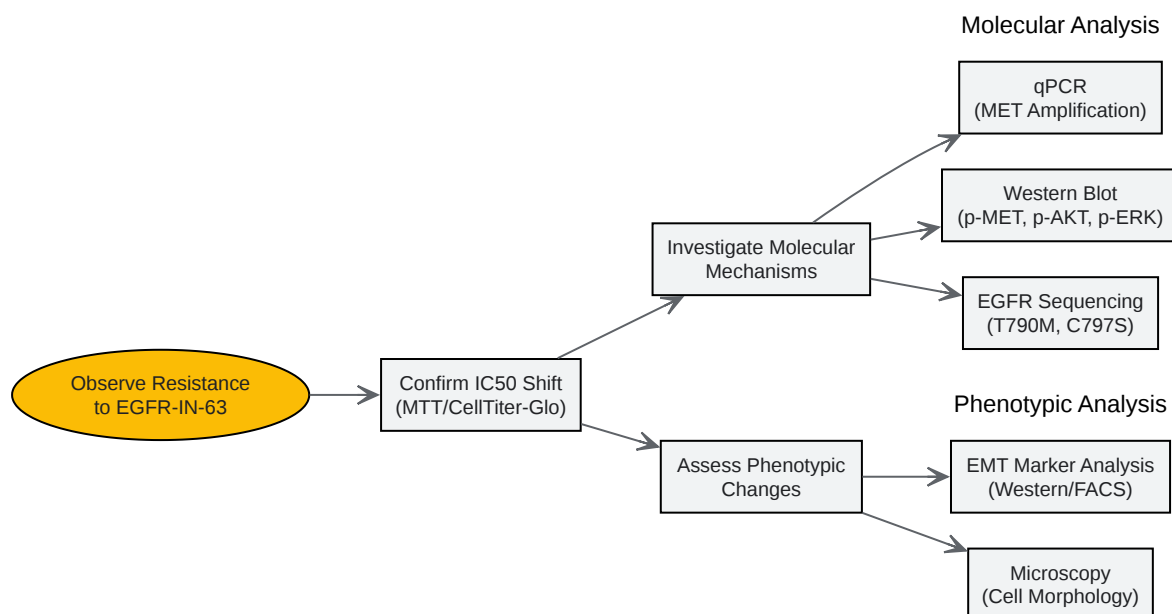 Molecular Analysis
qPCR
(MET Amplification)
Western Blot
(p-MET, p-AKT, p-ERK)
Investigate Molecular
Mechanisms
EGFR Sequencing
(T790M, C797S)
Observe Resistance
to EGFR-IN-63
Confirm IC50 Shift
(MTT/CellTiter-Glo)
Phenotypic Analysis
Assess Phenotypic
Changes
EMT Marker Analysis
(Western/FACS)
Microscopy
(Cell Morphology)